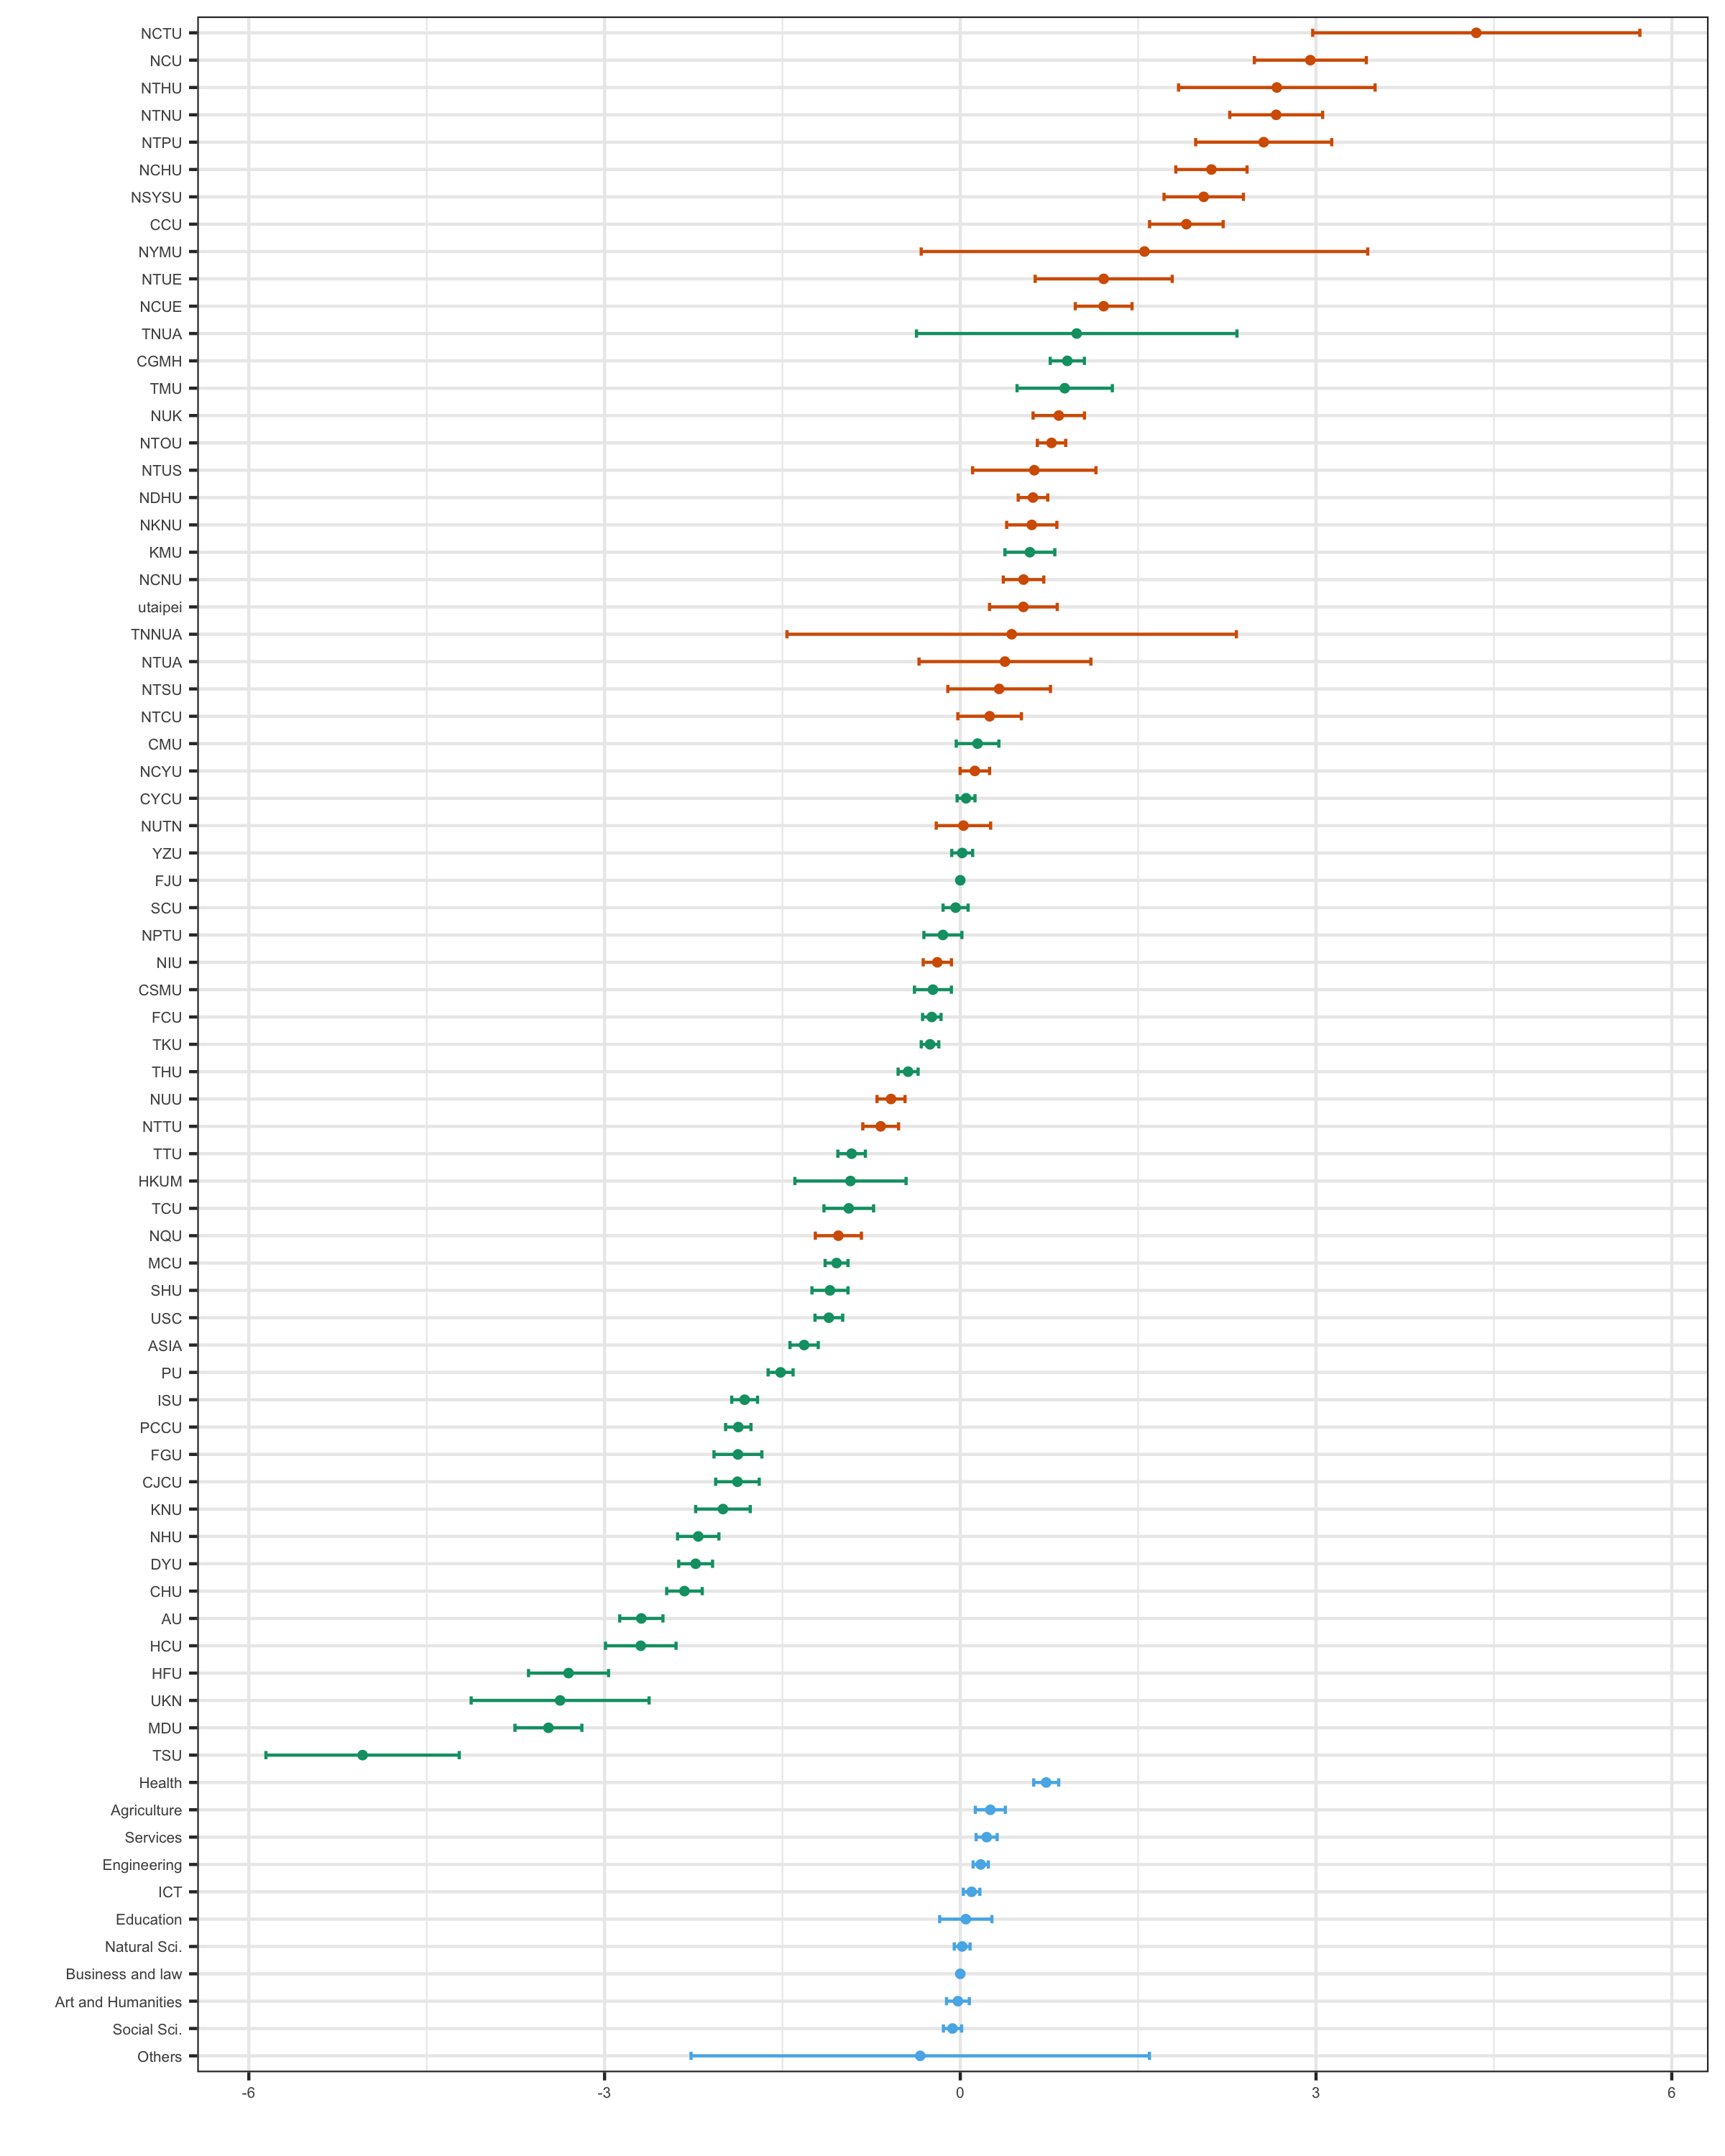 NCTU
NCU
NTHU
NTNU
NTPU
NCHU
NSYSU
CCU
NYMU
NTUE
NCUE
TNUA
CGMH
TMU
NUK
NTOU
NTUS
NDHU
NKNU
KMU
NCNU
utaipei
TNNUA
NTUA
NTSU
NTCU
CMU
NCYU
CYCU
NUTN
YZU
FJU
SCU
NPTU
NIU
CSMU
FCU
TKU
THU
NUU
NTTU
TTU
HKUM
TCU
NQU
MCU
SHU
USC
ASIA
PU
ISU
PCCU
FGU
CJCU
KNU
NHU
DYU
CHU
AU
HCU
HFU
UKN
MDU
TSU
Health
Agriculture
Services
Engineering
ICT
Education
Natural Sci.
Business and law
Art and Humanities
Social Sci.
Others
-6 -3 0 3 6